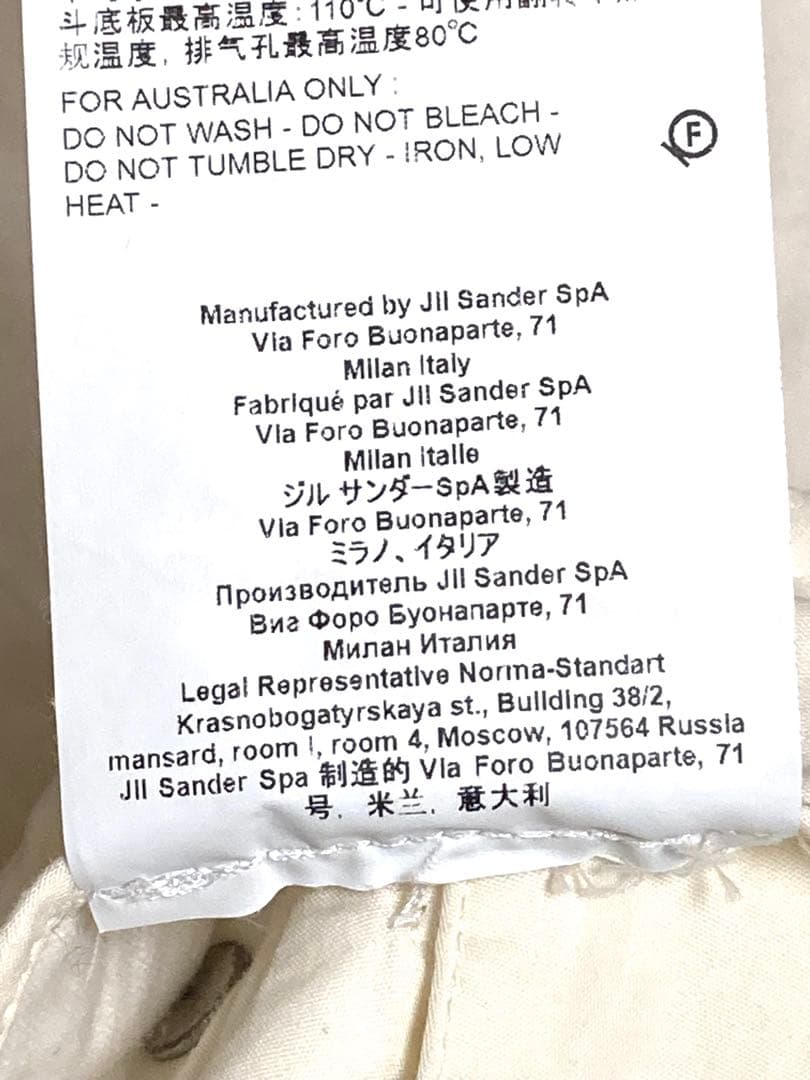 斗底板最高温度:110℃ - 可使用翻转
规温度, 排气孔最高温度80℃
FOR AUSTRALIA ONLY :
DO NOT WASH - DO NOT BLEACH -
DO NOT TUMBLE DRY - IRON, LOW
HEAT -
F
Manufactured by Jil Sander SpA
Via Foro Buonaparte, 71
Milan Italy
Fabriqué par Jil Sander SpA
Via Foro Buonaparte, 71
Milan Italie
ジル サンダーSpA製造
Via Foro Buonaparte, 71
ミラノ、イタリア
Производитель Jil Sander SpA
Виа Форо Буонапарте, 71
Милан Италия
Legal Representative Norma-Standart
Krasnobogatyrskaya st., Building 38/2,
mansard, room I, room 4, Moscow, 107564 Russia
Jil Sander Spa 制造的 Via Foro Buonaparte, 71
号, 米兰, 意大利